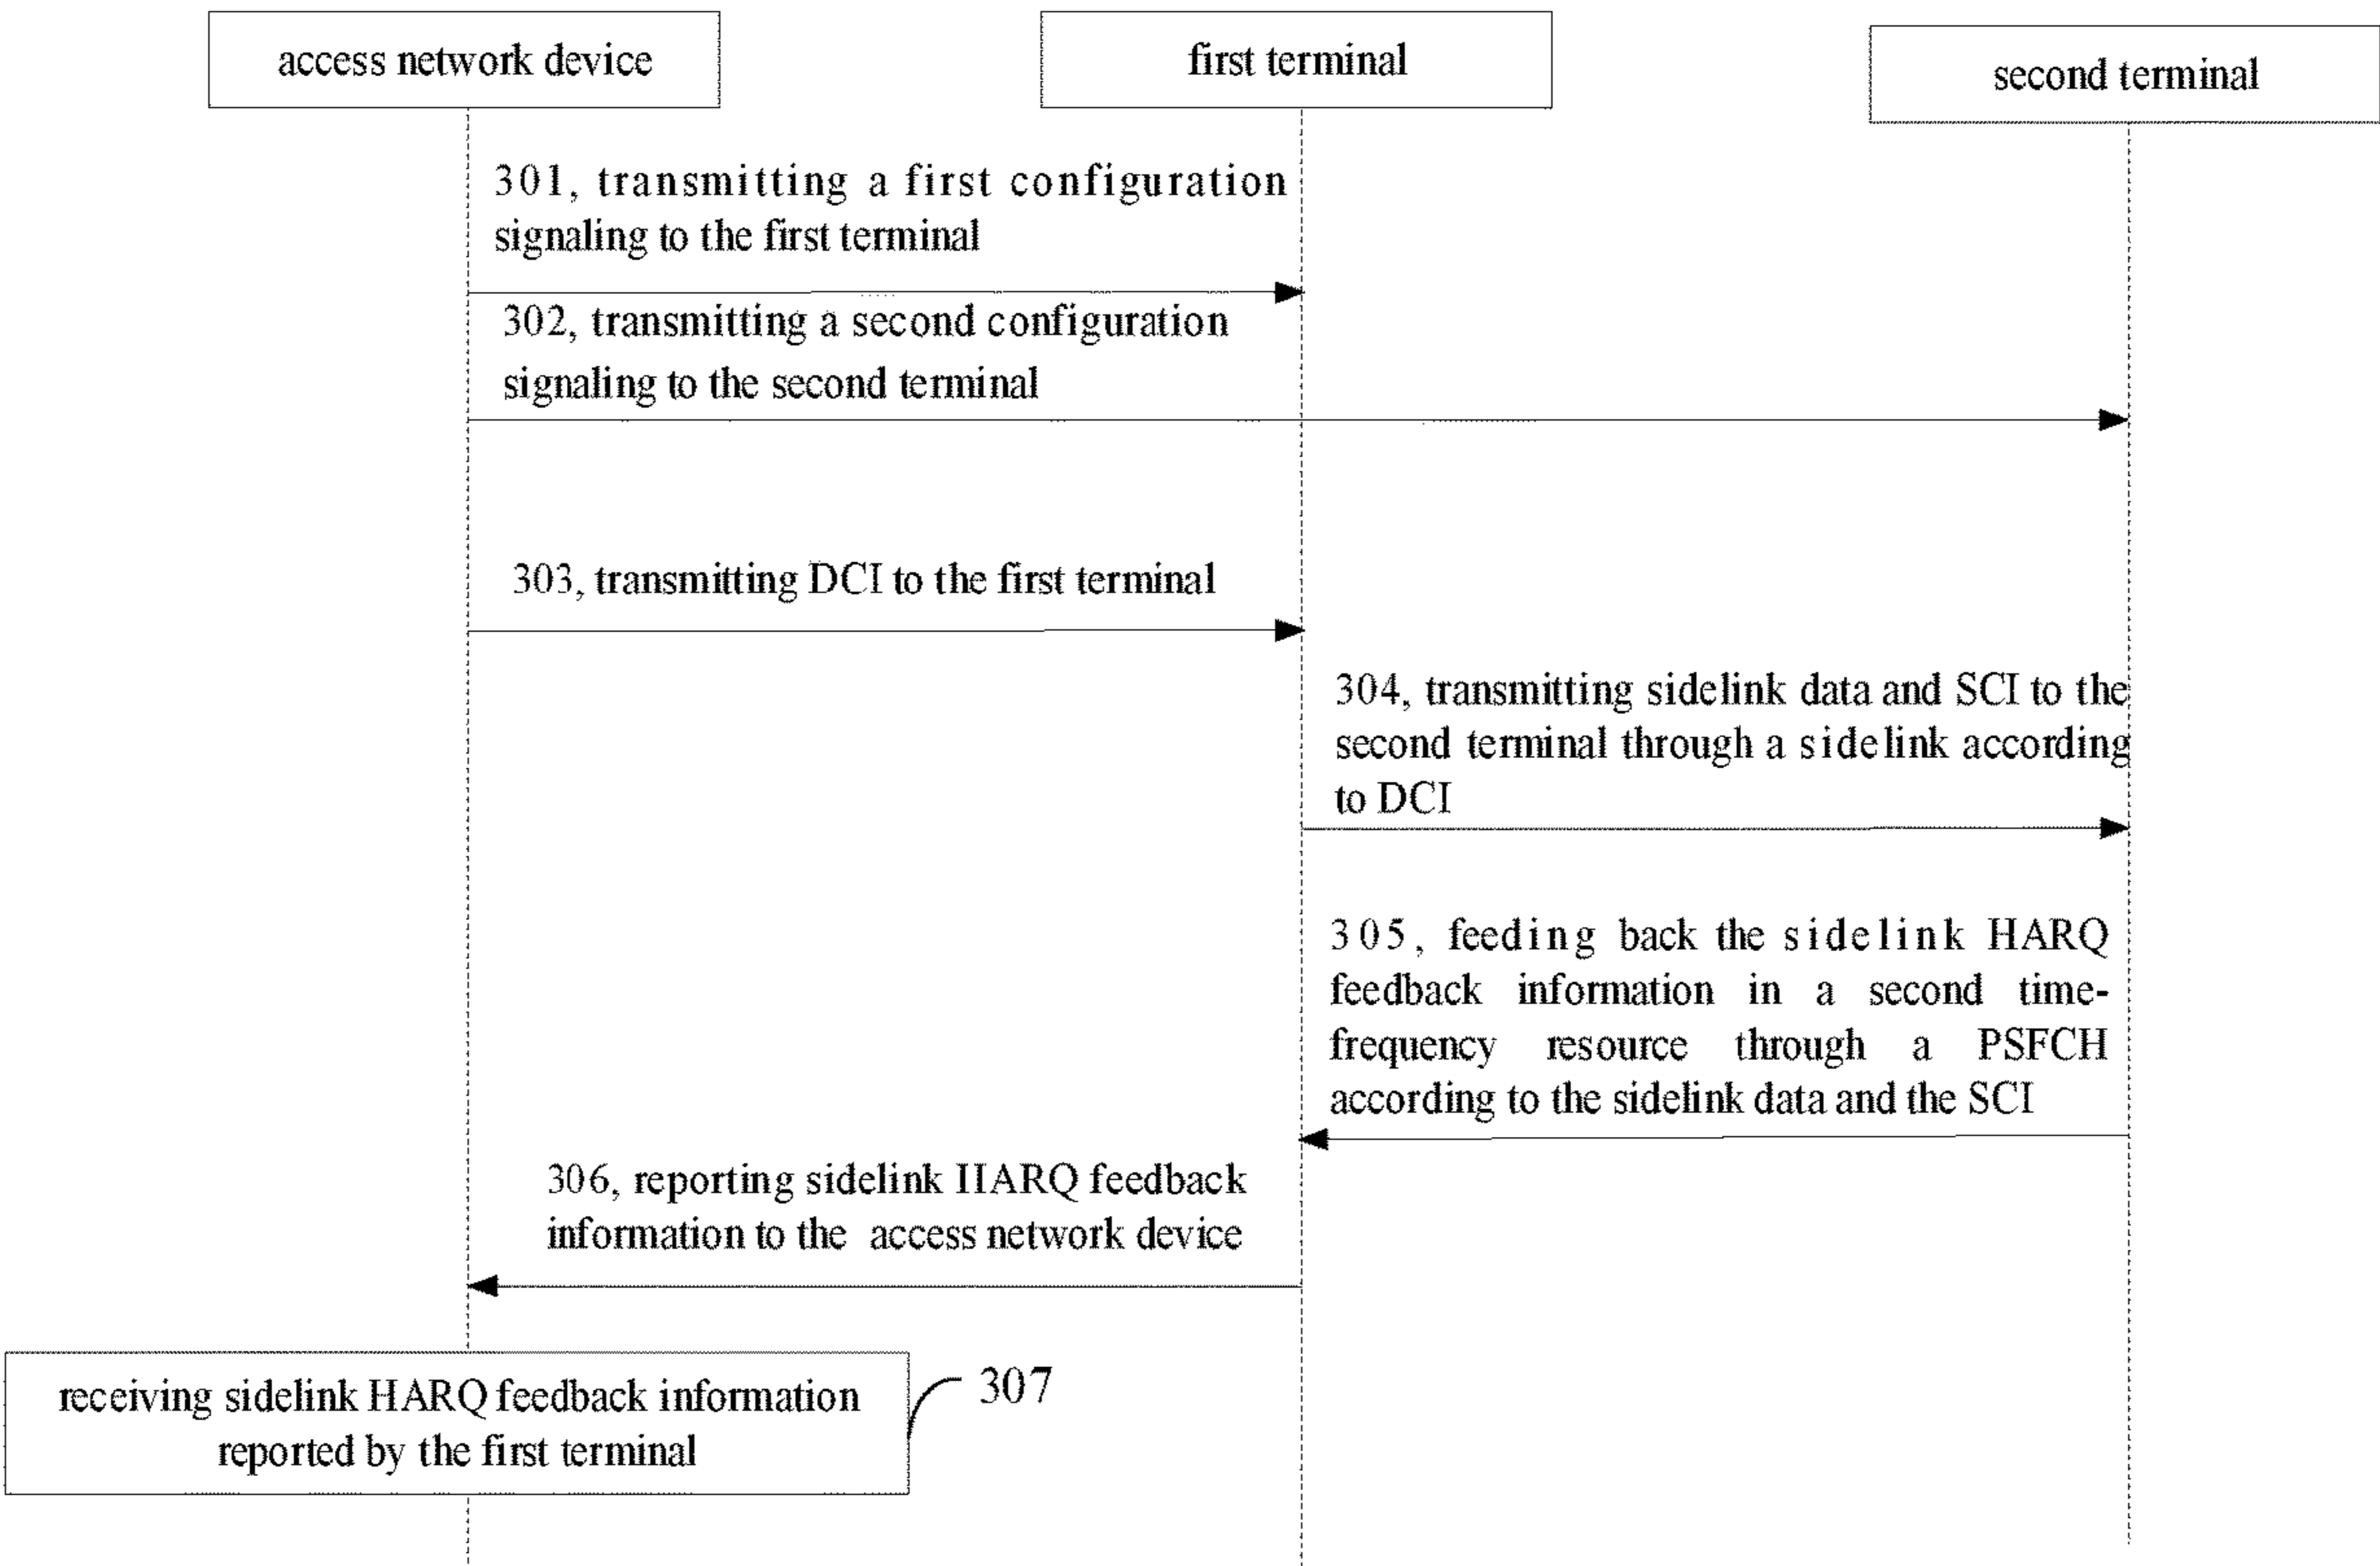 access network device
first terminal
second terminal
301, transmitting a first configuration
signaling to the first terminal
302, transmitting a second configuration
signaling to the second terminal
303, transmitting DCI to the first terminal
304, transmitting sidelink data and SCI to the
second terminal through a sidelink according
to DCI
305, feeding back the sidelink HARQ
feedback information in a second time-
frequency resource through a PSFCH
according to the sidelink data and the SCI
306, reporting sidelink HARQ feedback
information to the access network device
receiving sidelink HARQ feedback information
reported by the first terminal
307